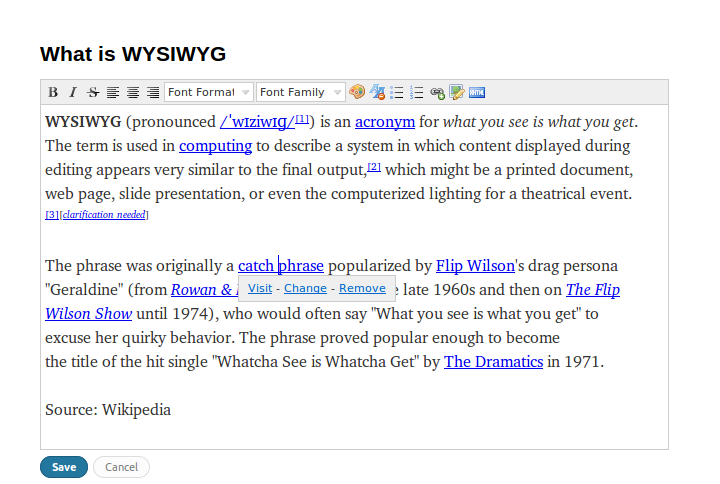 What is WYSIWYG
B I S Font Format Font Family HTML
WYSIWYG (pronounced /ˈwɪziwɪɡ/[1]) is an acronym for what you see is what you get.
The term is used in computing to describe a system in which content displayed during
editing appears very similar to the final output,[2] which might be a printed document,
web page, slide presentation, or even the computerized lighting for a theatrical event.
[3][clarification needed]
The phrase was originally a catch phrase popularized by Flip Wilson's drag persona
"Geraldine" (from Rowan & late 1960s and then on The Flip
Visit - Change - Remove
Wilson Show until 1974), who would often say "What you see is what you get" to
excuse her quirky behavior. The phrase proved popular enough to become
the title of the hit single "Whatcha See is Whatcha Get" by The Dramatics in 1971.
Source: Wikipedia
Save Cancel